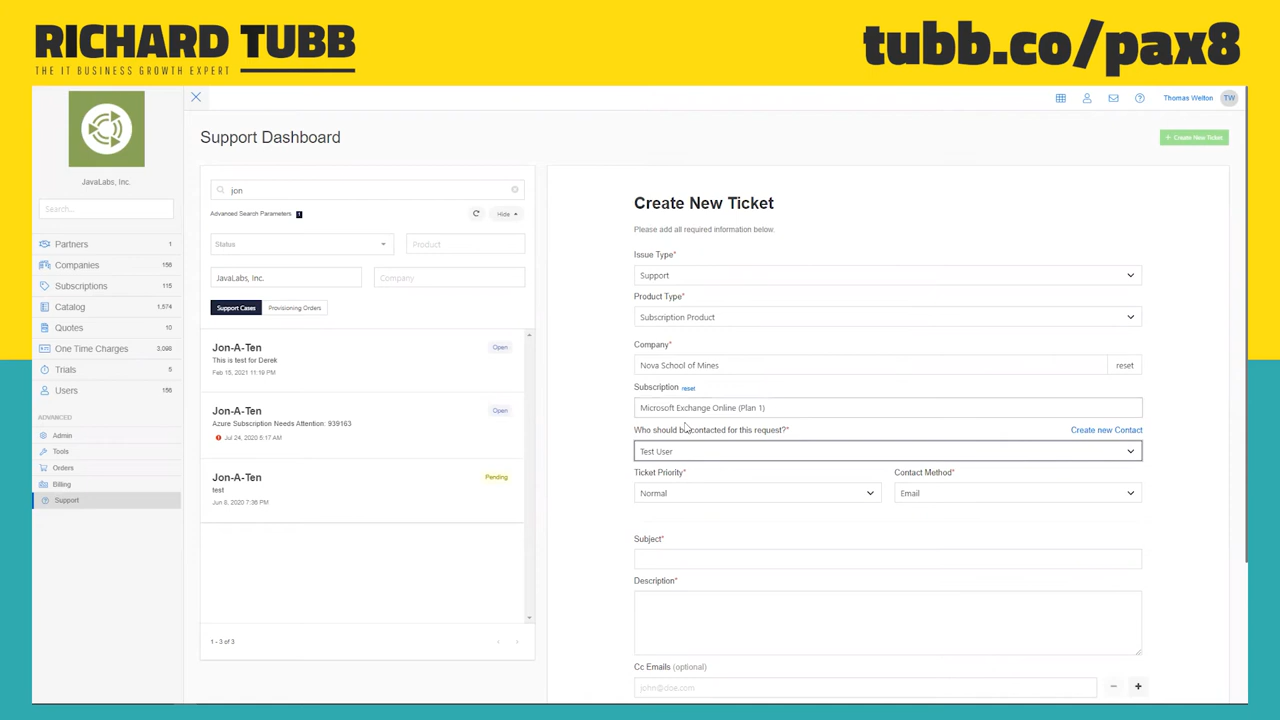 RICHARD TUBB
THE IT BUSINESS GROWTH EXPERT
tubb.co/pax8
Thomas Welton TW
JavaLabs, Inc.
Search...
Partners 1
Companies 156
Subscriptions 115
Catalog 1,574
Quotes 10
One Time Charges 3,098
Trials 5
Users 156
ADVANCED
Admin
Tools
Orders
Billing
Support
Support Dashboard
+ Create New Ticket
jon
Advanced Search Parameters 1
Hide
Status
Product
JavaLabs, Inc.
Company
Support Cases
Provisioning Orders
Jon-A-Ten Open
This is test for Derek
Feb 15, 2021 11:19 PM
Jon-A-Ten Open
Azure Subscription Needs Attention: 939163
Jul 24, 2020 5:17 AM
Jon-A-Ten Pending
test
Jun 8, 2020 7:36 PM
1 - 3 of 3
Create New Ticket
Please add all required information below
Issue Type*
Support
Product Type*
Subscription Product
Company*
Nova School of Mines reset
Subscription reset
Microsoft Exchange Online (Plan 1)
Who should be contacted for this request?* Create new Contact
Test User
Ticket Priority* Contact Method*
Normal Email
Subject*
Description*
Cc Emails (optional)
john@doe.com